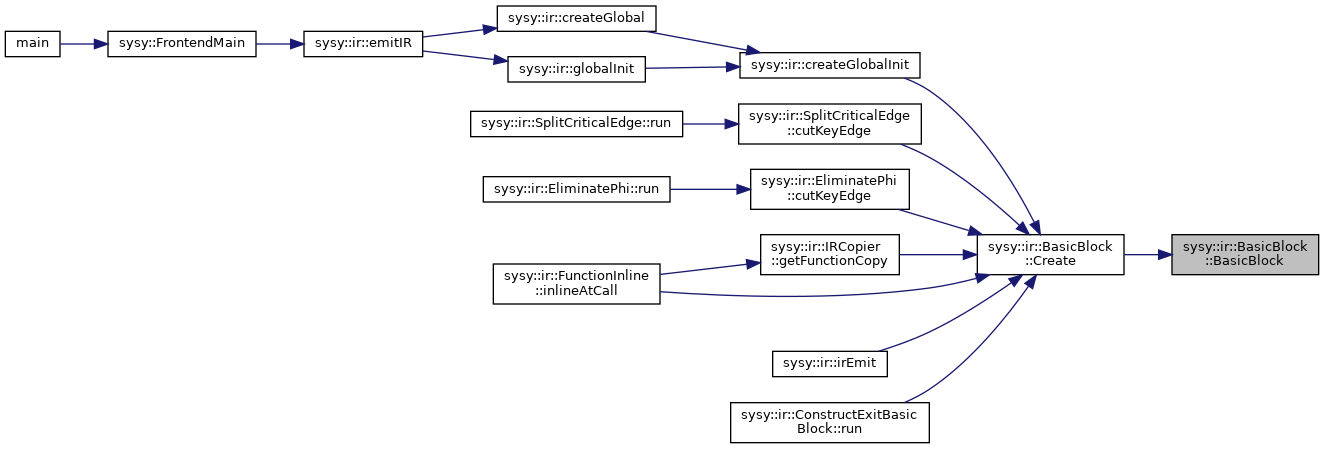 main
sysy::FrontendMain
sysy::ir::emitIR
sysy::ir::createGlobal
sysy::ir::globalInit
sysy::ir::createGlobalInit
sysy::ir::SplitCriticalEdge::run
sysy::ir::SplitCriticalEdge
::cutKeyEdge
sysy::ir::EliminatePhi::run
sysy::ir::EliminatePhi
::cutKeyEdge
sysy::ir::FunctionInline
::inlineAtCall
sysy::ir::IRCopier
::getFunctionCopy
sysy::ir::irEmit
sysy::ir::ConstructExitBasic
Block::run
sysy::ir::BasicBlock
::Create
sysy::ir::BasicBlock
::BasicBlock